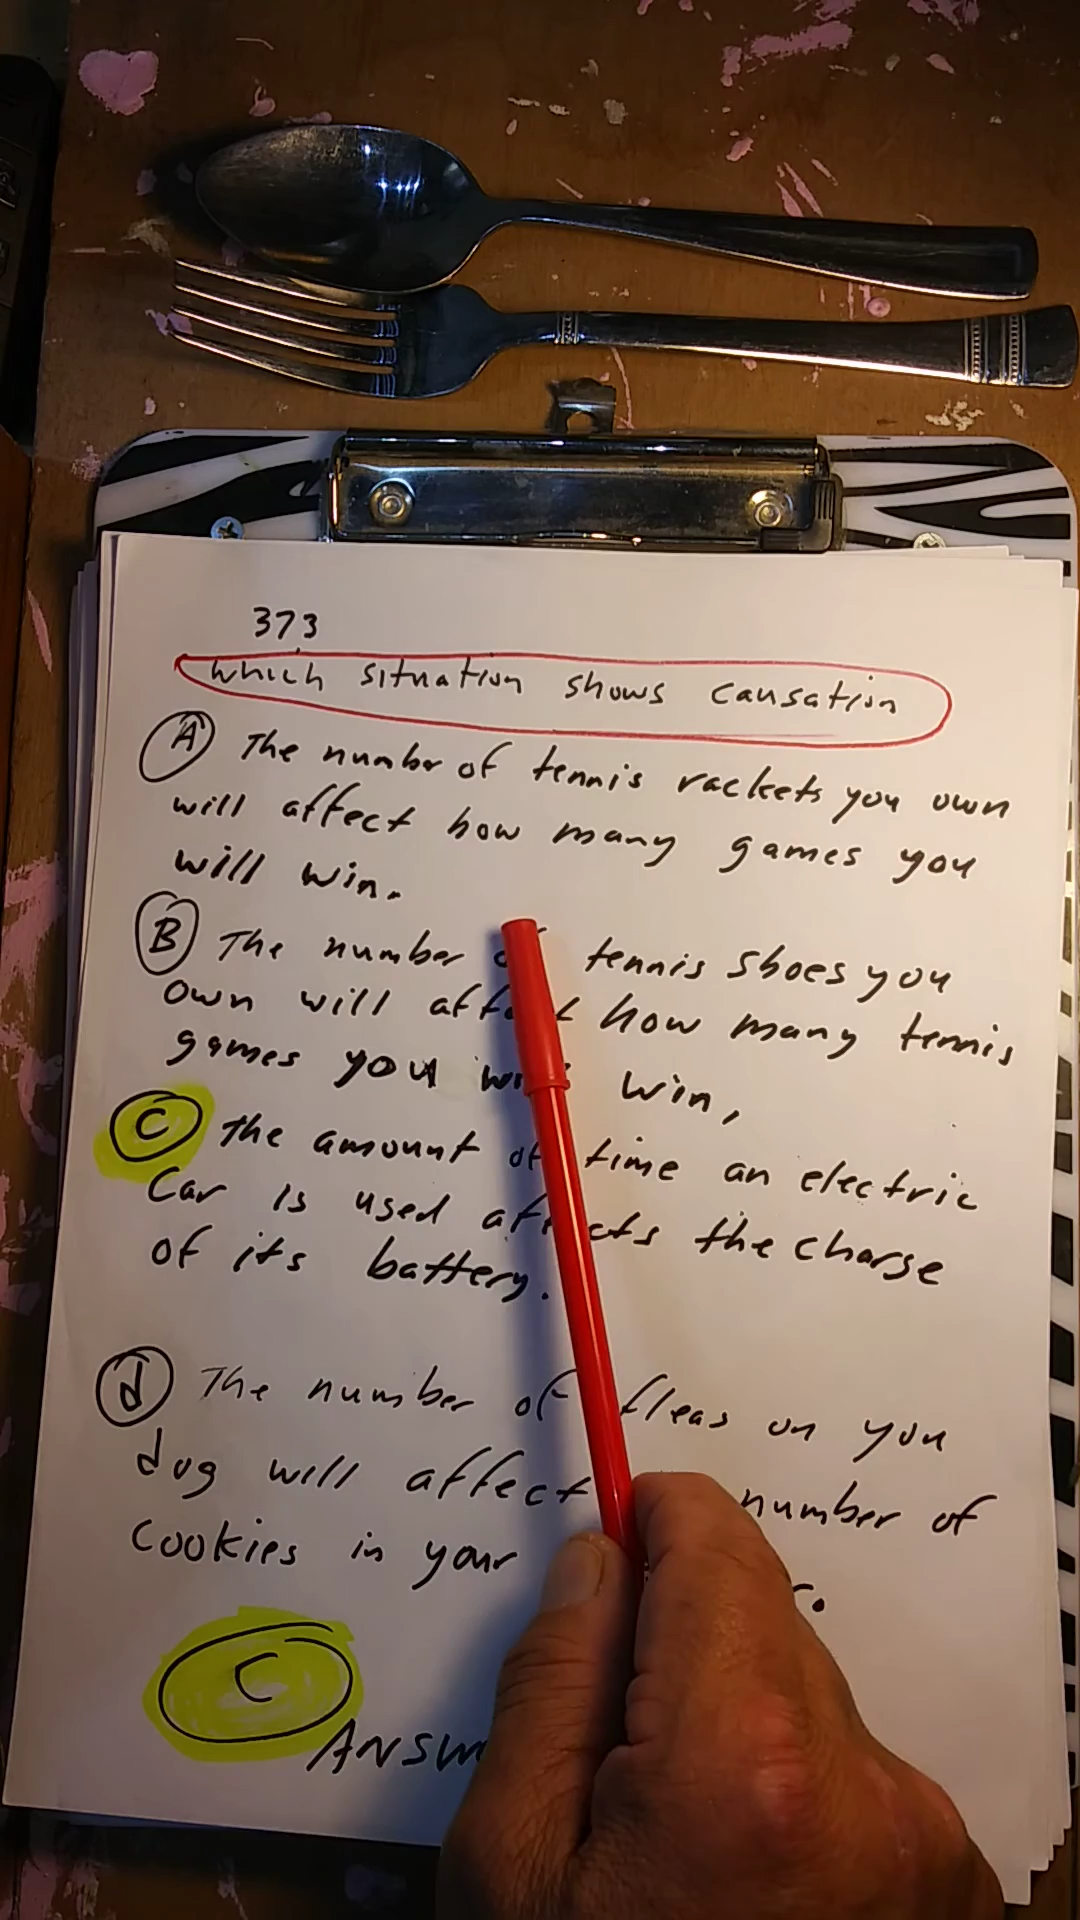 373
which situation shows causation
A The number of tennis rackets you own
will affect how many games you
will win.
B The number tennis shoes you
own will how many tennis
games you win,
C the amount of time an electric
Car is used affects the charge
of its battery.
d The number of fleas on you
dog will affect number of
cookies in your
C